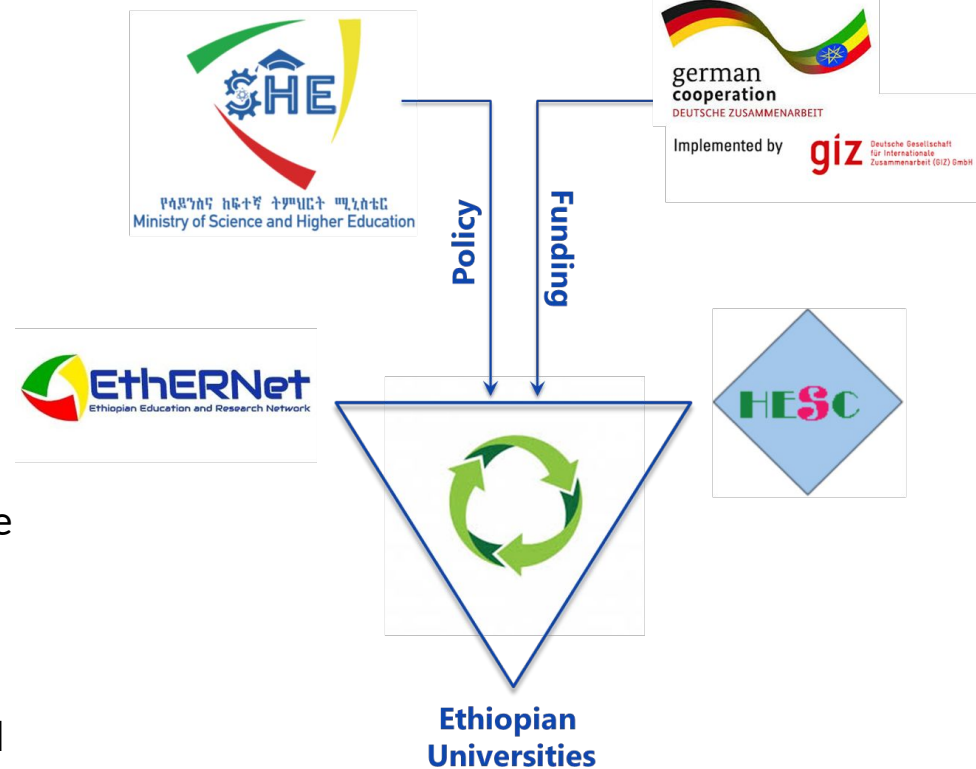 SHE
የሳይንስና ከፍተኛ ትምህርት ሚኒስቴር
Ministry of Science and Higher Education
german
cooperation
DEUTSCHE ZUSAMMENARBEIT
Implemented by
giz
Deutsche Gesellschaft
für Internationale
Zusammenarbeit (GIZ) GmbH
Policy
Funding
EthERNet
Ethiopian Education and Research Network
HESC
e
l
Ethiopian
Universities